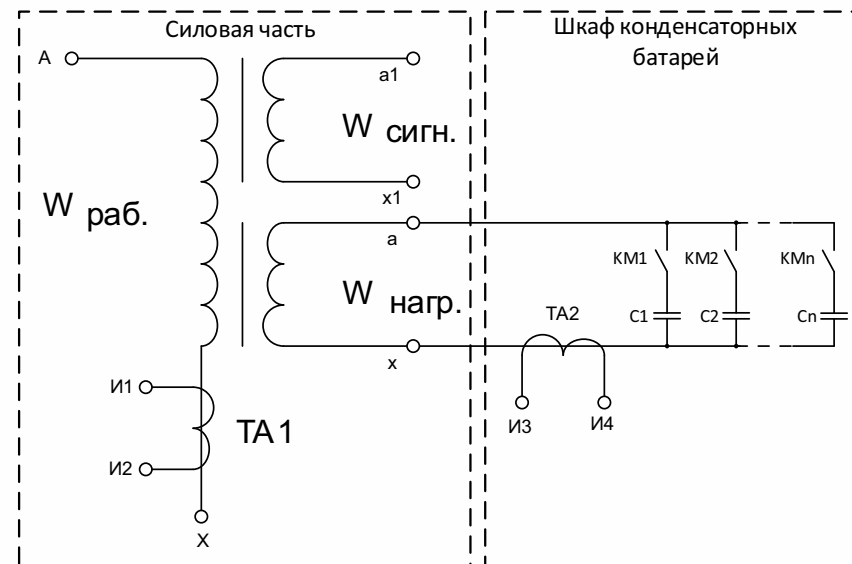 Силовая часть
Шкаф конденсаторных
батарей
A
a1
W сигн.
x1
W раб.
a
KM1
KM2
KMn
W нагр.
C1
C2
Cn
TA2
x
И1
TA1
И3
И4
И2
X